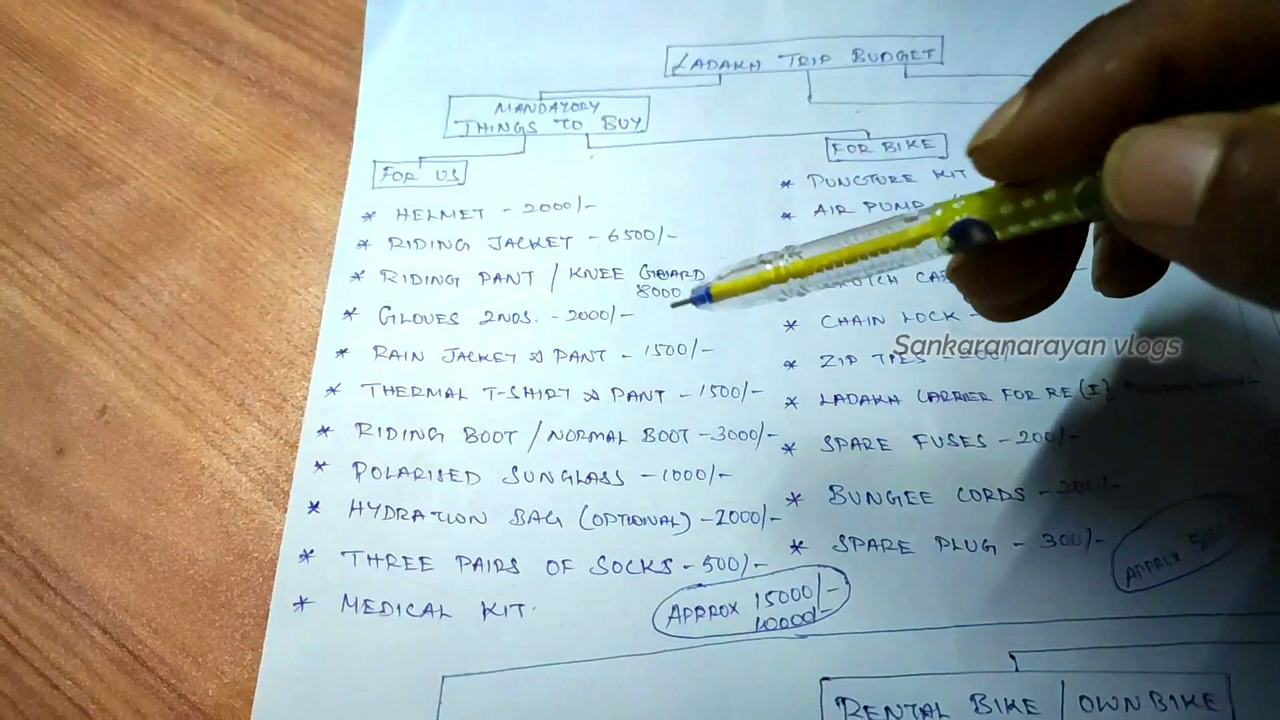 LADAKH TRIP BUDGET
MANDATORY
THINGS TO BUY
FOR US
* HELMET - 2000/-
* RIDING JACKET - 6500/-
* RIDING PANT / KNEE GUARD
8000
* GLOVES 2NOS. - 2000/-
* RAIN JACKET & PANT - 1500/-
* THERMAL T-SHIRT & PANT - 1500/-
* RIDING BOOT / NORMAL BOOT - 3000/-
* POLARISED SUNGLASS - 1000/-
* HYDRATION BAG (OPTIONAL) - 2000/-
* THREE PAIRS OF SOCKS - 500/-
* MEDICAL KIT.
APPROX 15000/-
10000/-
FOR BIKE
* PUNCTURE KIT
* AIR PUMP
* CHAIN LOCK -
* ZIP TIES -
* LADAKH CARRIER FOR RE
* SPARE FUSES - 200/-
* BUNGEE CORDS - 200/-
* SPARE PLUG - 300/-
APPROX
RENTAL BIKE / OWN BIKE
Sankaranarayan vlogs